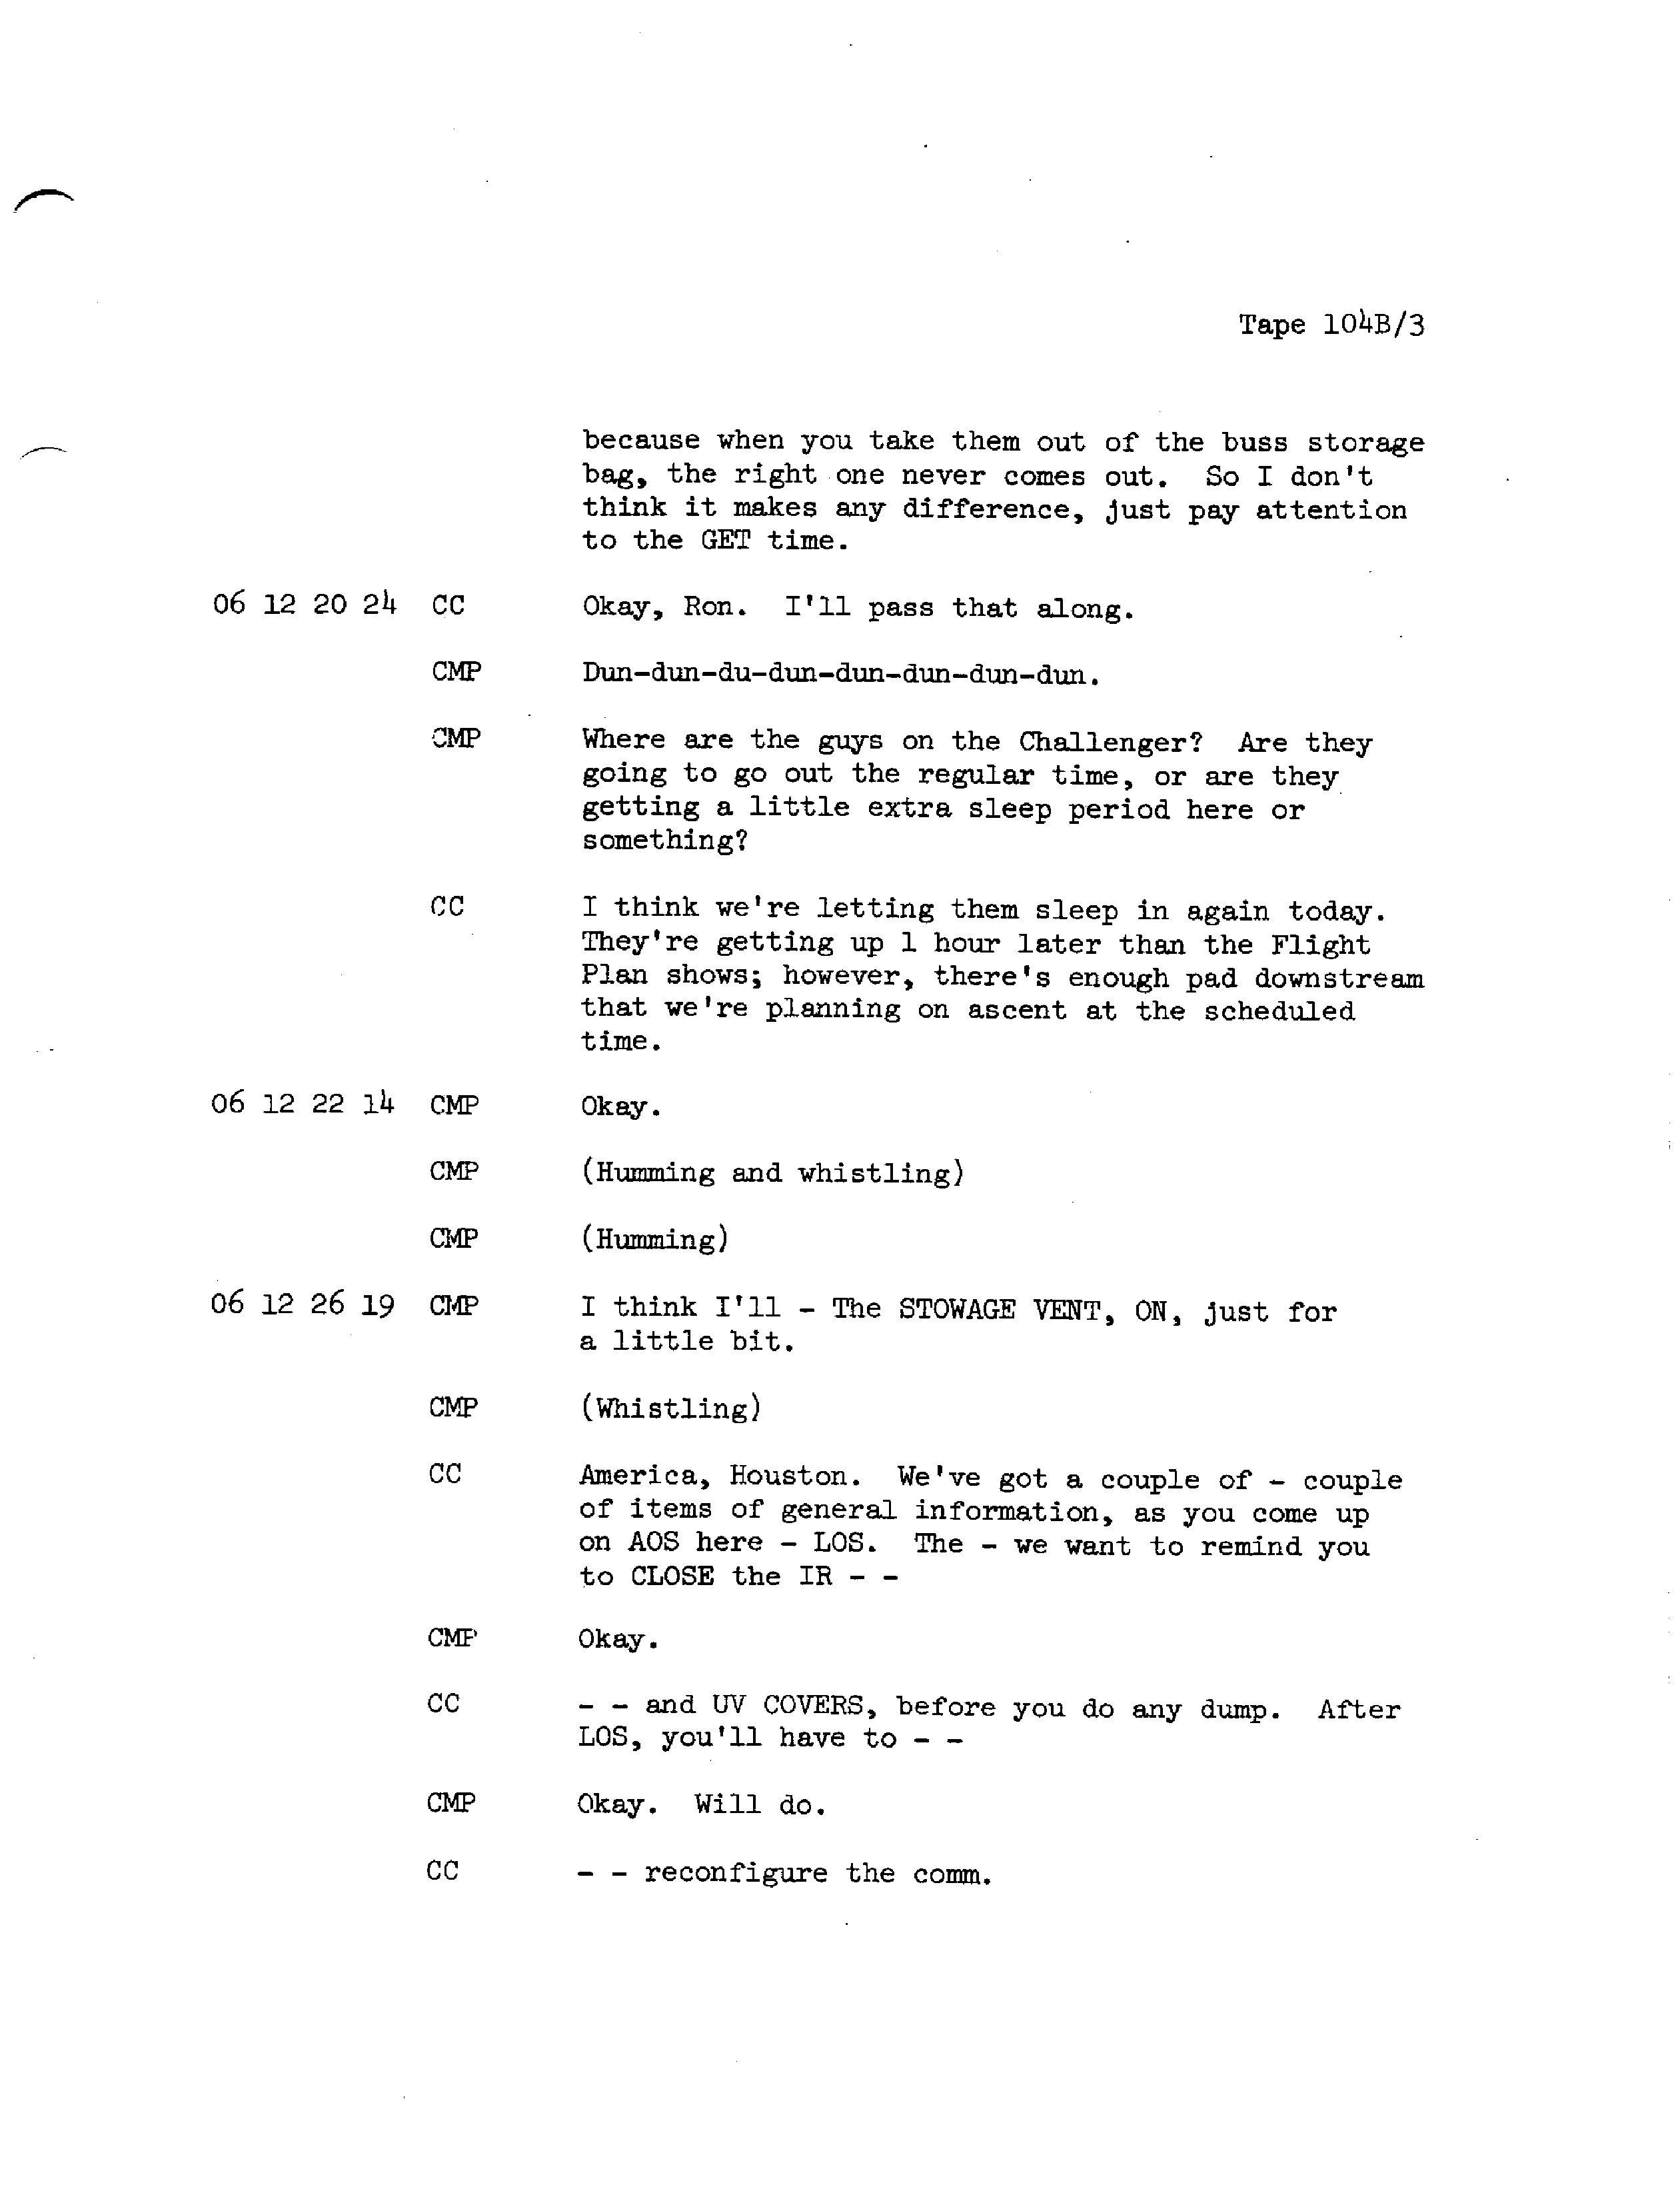 Tape 104B/3
because when you take them out of the buss storage
bag, the right one never comes out. So I don't
think it makes any difference, just pay attention
to the GET time.
06 12 20 24 CC Okay, Ron. I'll pass that along.
CMP Dun-dun-du-dun-dun-dun-dun-dun.
CMP Where are the guys on the Challenger? Are they
going to go out the regular time, or are they
getting a little extra sleep period here or
something?
CC I think we're letting them sleep in again today.
They're getting up 1 hour later than the Flight
Plan shows; however, there's enough pad downstream
that we're planning on ascent at the scheduled
time.
06 12 22 14 CMP Okay.
CMP (Humming and whistling)
CMP (Humming)
06 12 26 19 CMP I think I'll - The STOWAGE VENT, ON, just for
a little bit.
CMP (Whistling)
CC America, Houston. We've got a couple of - couple
of items of general information, as you come up
on AOS here - LOS. The - we want to remind you
to CLOSE the IR - -
CMP Okay.
CC - - and UV COVERS, before you do any dump. After
LOS, you'll have to - -
CMP Okay. Will do.
CC - - reconfigure the comm.